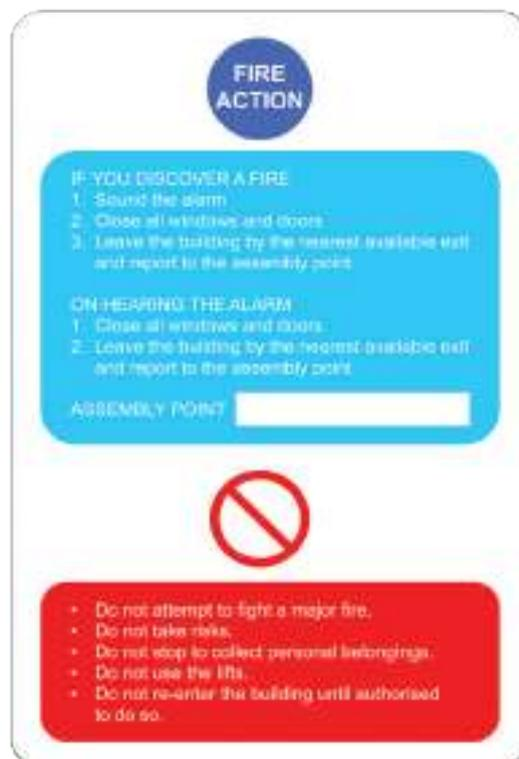 FIRE
ACTION
IF YOU DISCOVER A FIRE
1. Sound the alarm
2. Close all windows and doors
3. Leave the building by the nearest available exit
and report to the assembly point
ON HEARING THE ALARM
1. Close all windows and doors
2. Leave the building by the nearest available exit
and report to the assembly point
ASSEMBLY POINT
• Do not attempt to fight a major fire.
• Do not take risks.
• Do not stop to collect personal belongings.
• Do not use the lifts.
• Do not re-enter the building until authorised
to do so.